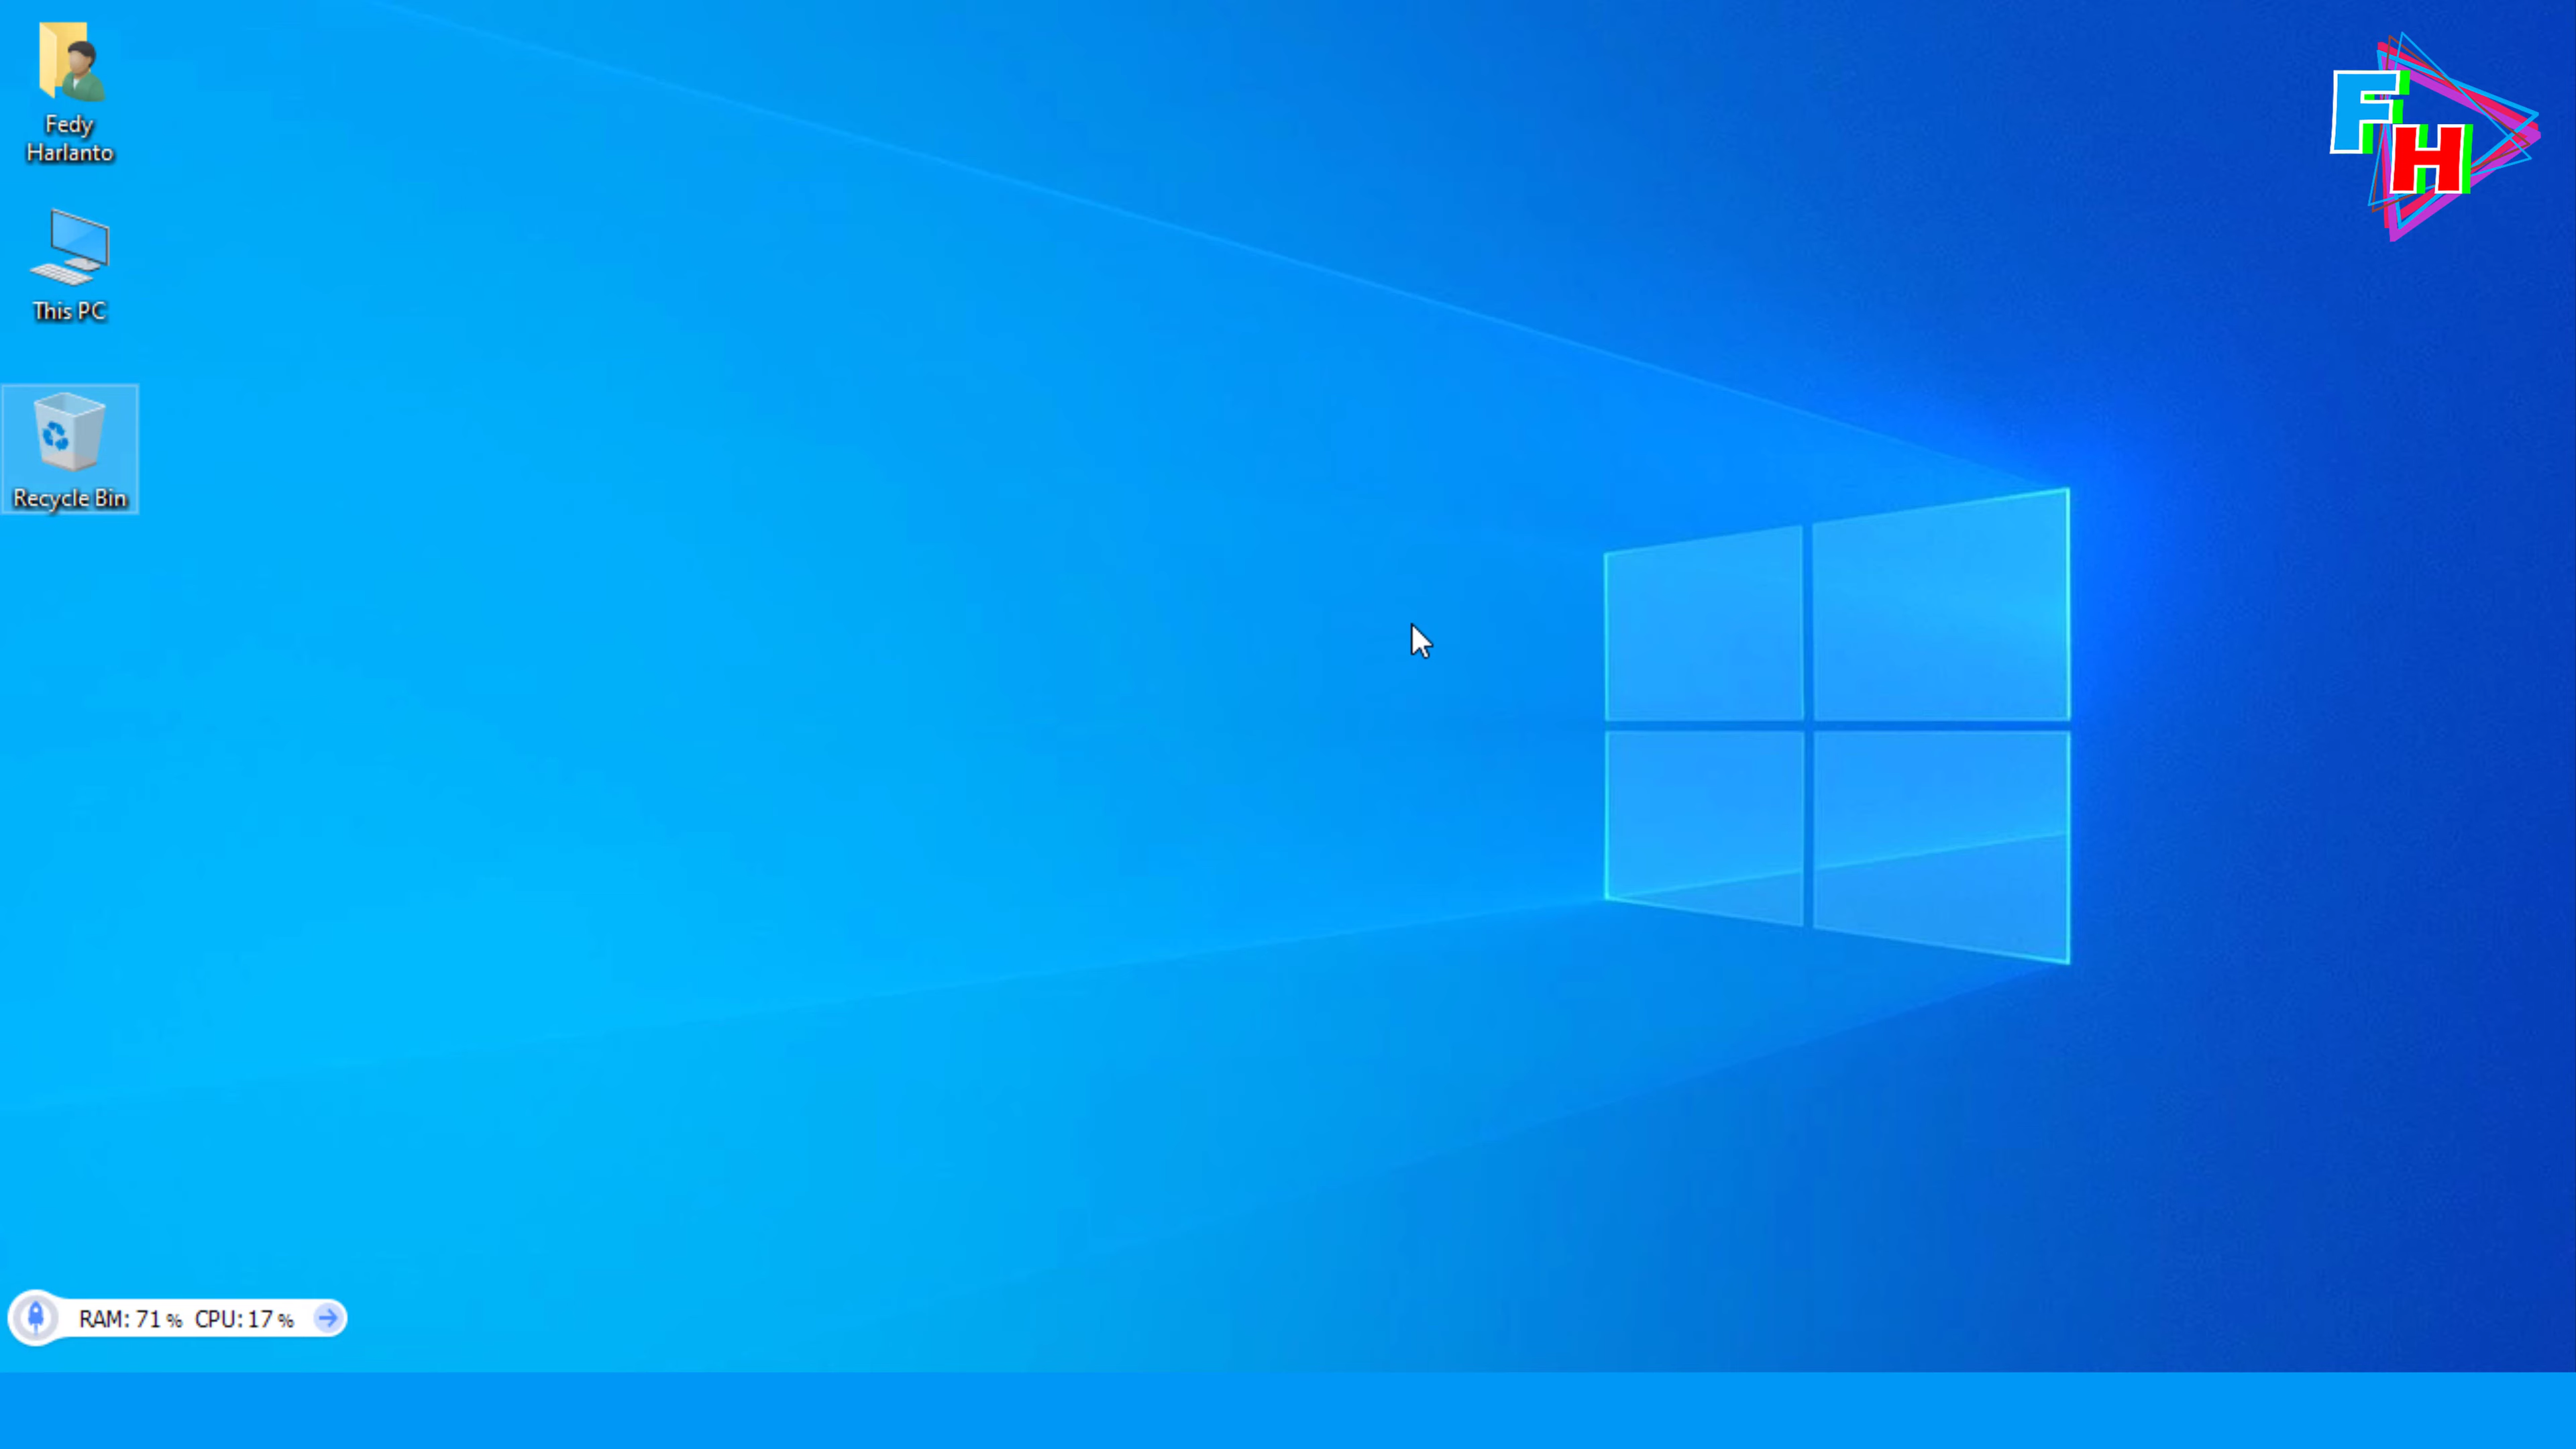 Fedy
Harlanto
FH
This PC
Recycle Bin
RAM: 71 % CPU: 17 %